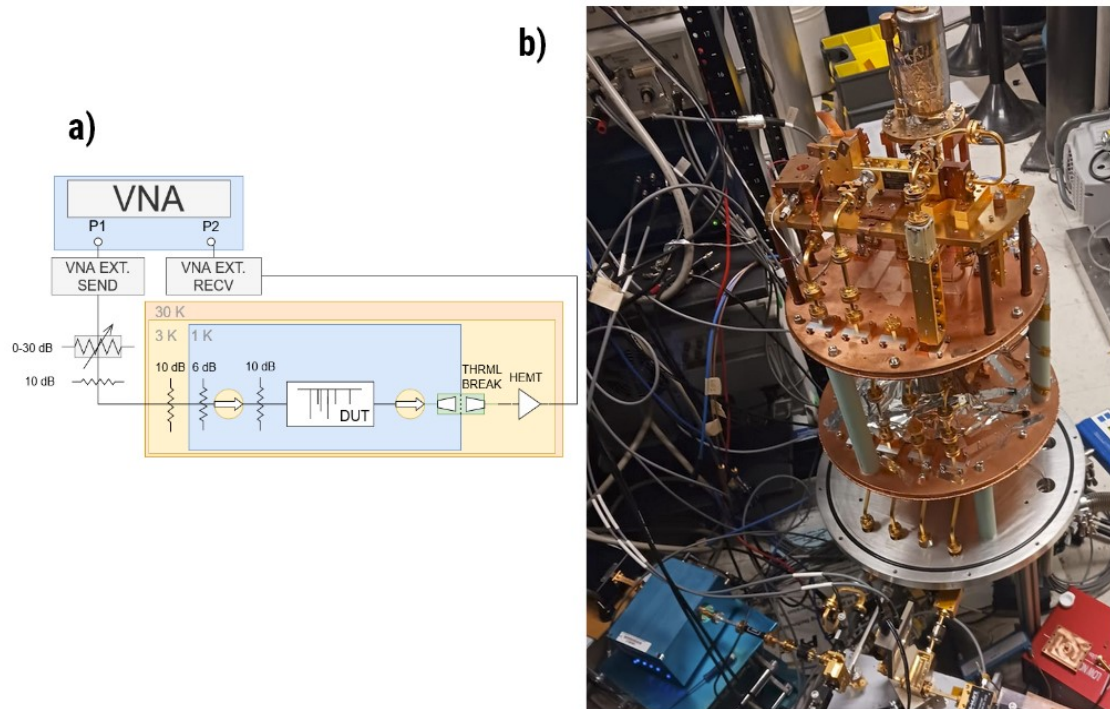 b)
a)
VNA
P1
P2
VNA EXT.
SEND
VNA EXT.
RECV
30 K
3 K
1 K
0-30 dB
10 dB
10 dB
6 dB
10 dB
THRML
BREAK
HEMT
DUT